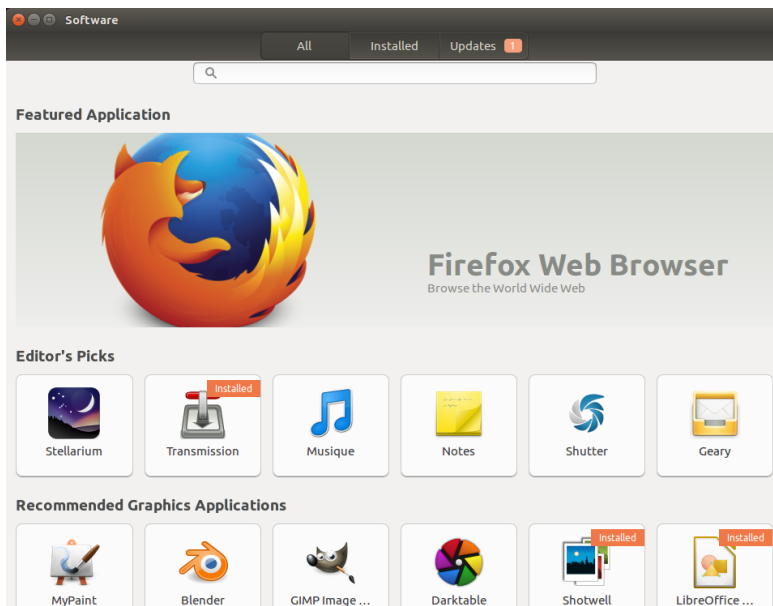 Software
All Installed Updates 1
Featured Application
Firefox Web Browser
Browse the World Wide Web
Editor's Picks
Installed
Stellarium Transmission Musique Notes Shutter Geary
Recommended Graphics Applications
Installed Installed
MyPaint Blender GIMP Image ... Darktable Shotwell LibreOffice ...